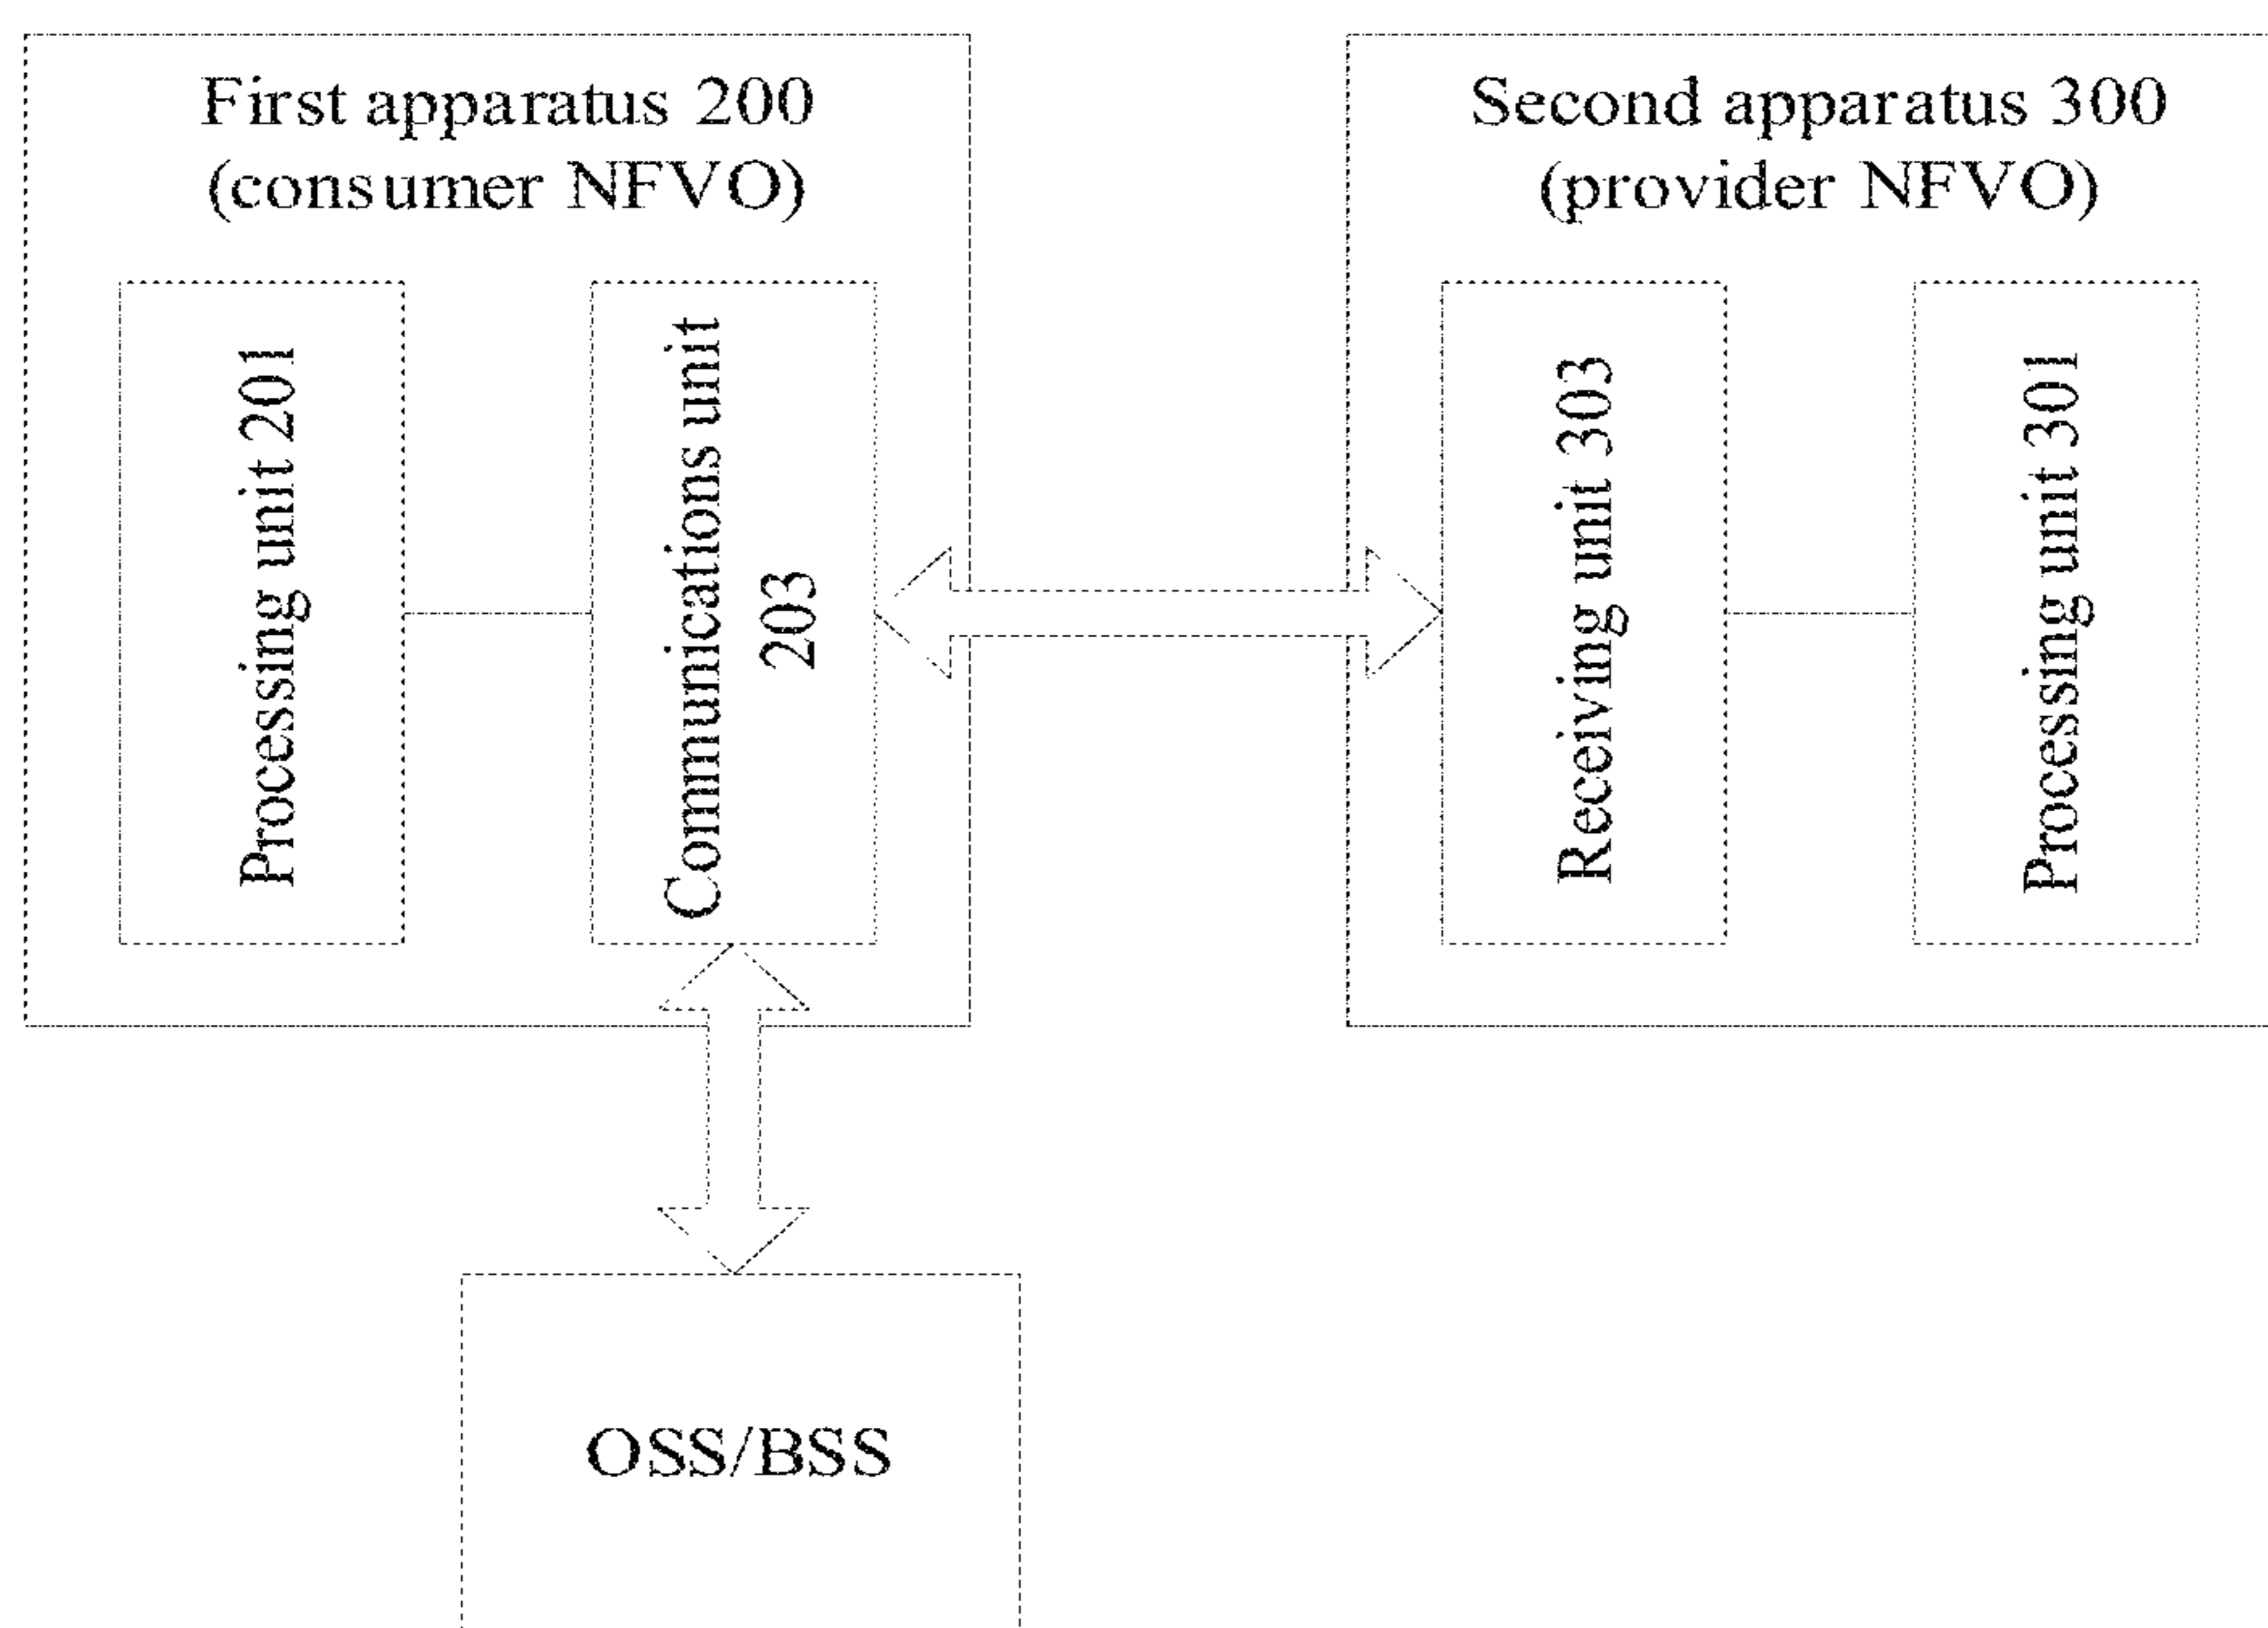 First apparatus 200
(consumer NFVO)
Processing unit 201
Communications unit
203
Second apparatus 300
(provider NFVO)
Receiving unit 303
Processing unit 301
OSS/BSS